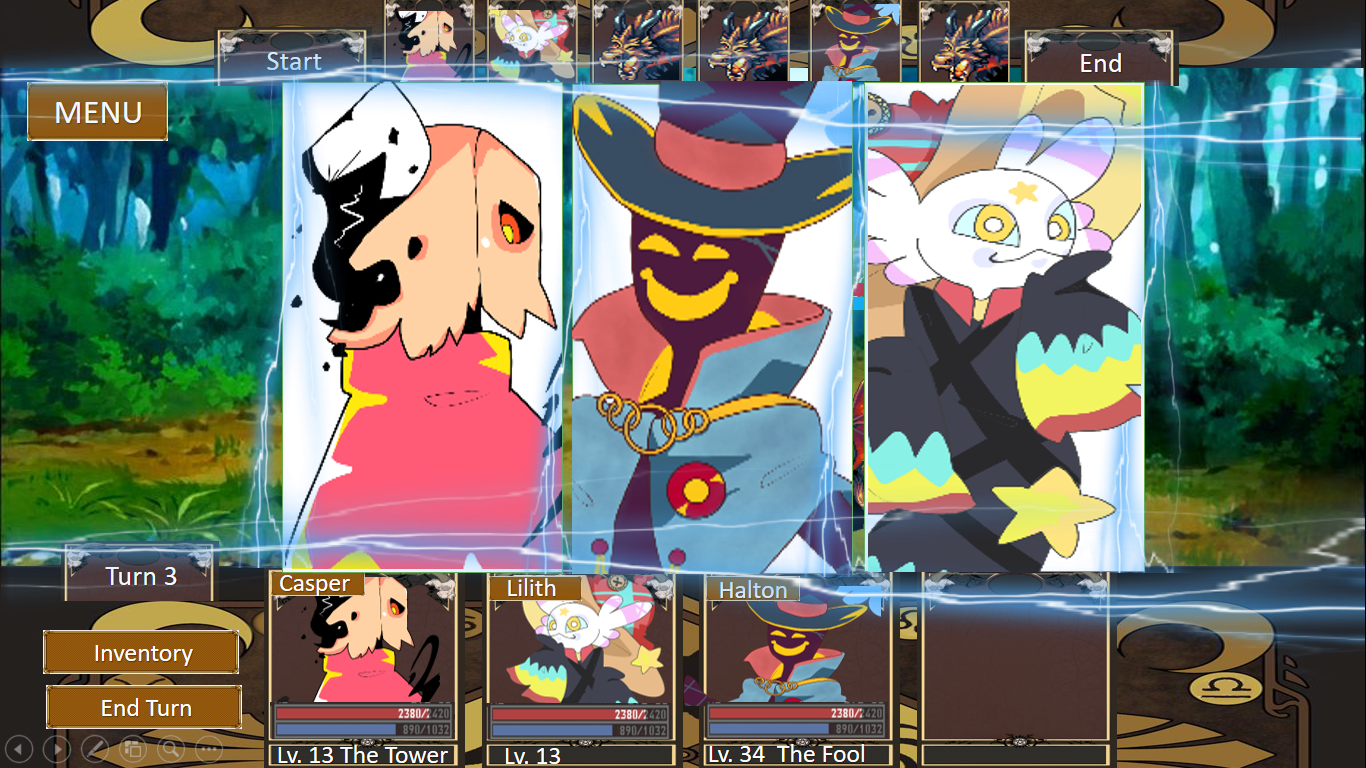 Start
End
MENU
Turn 3
Inventory
End Turn
Casper
2380/2420
890/1032
Lv. 13 The Tower
Lilith
2380/2420
890/1032
Lv. 13
Halton
2380/2420
890/1032
Lv. 34 The Fool